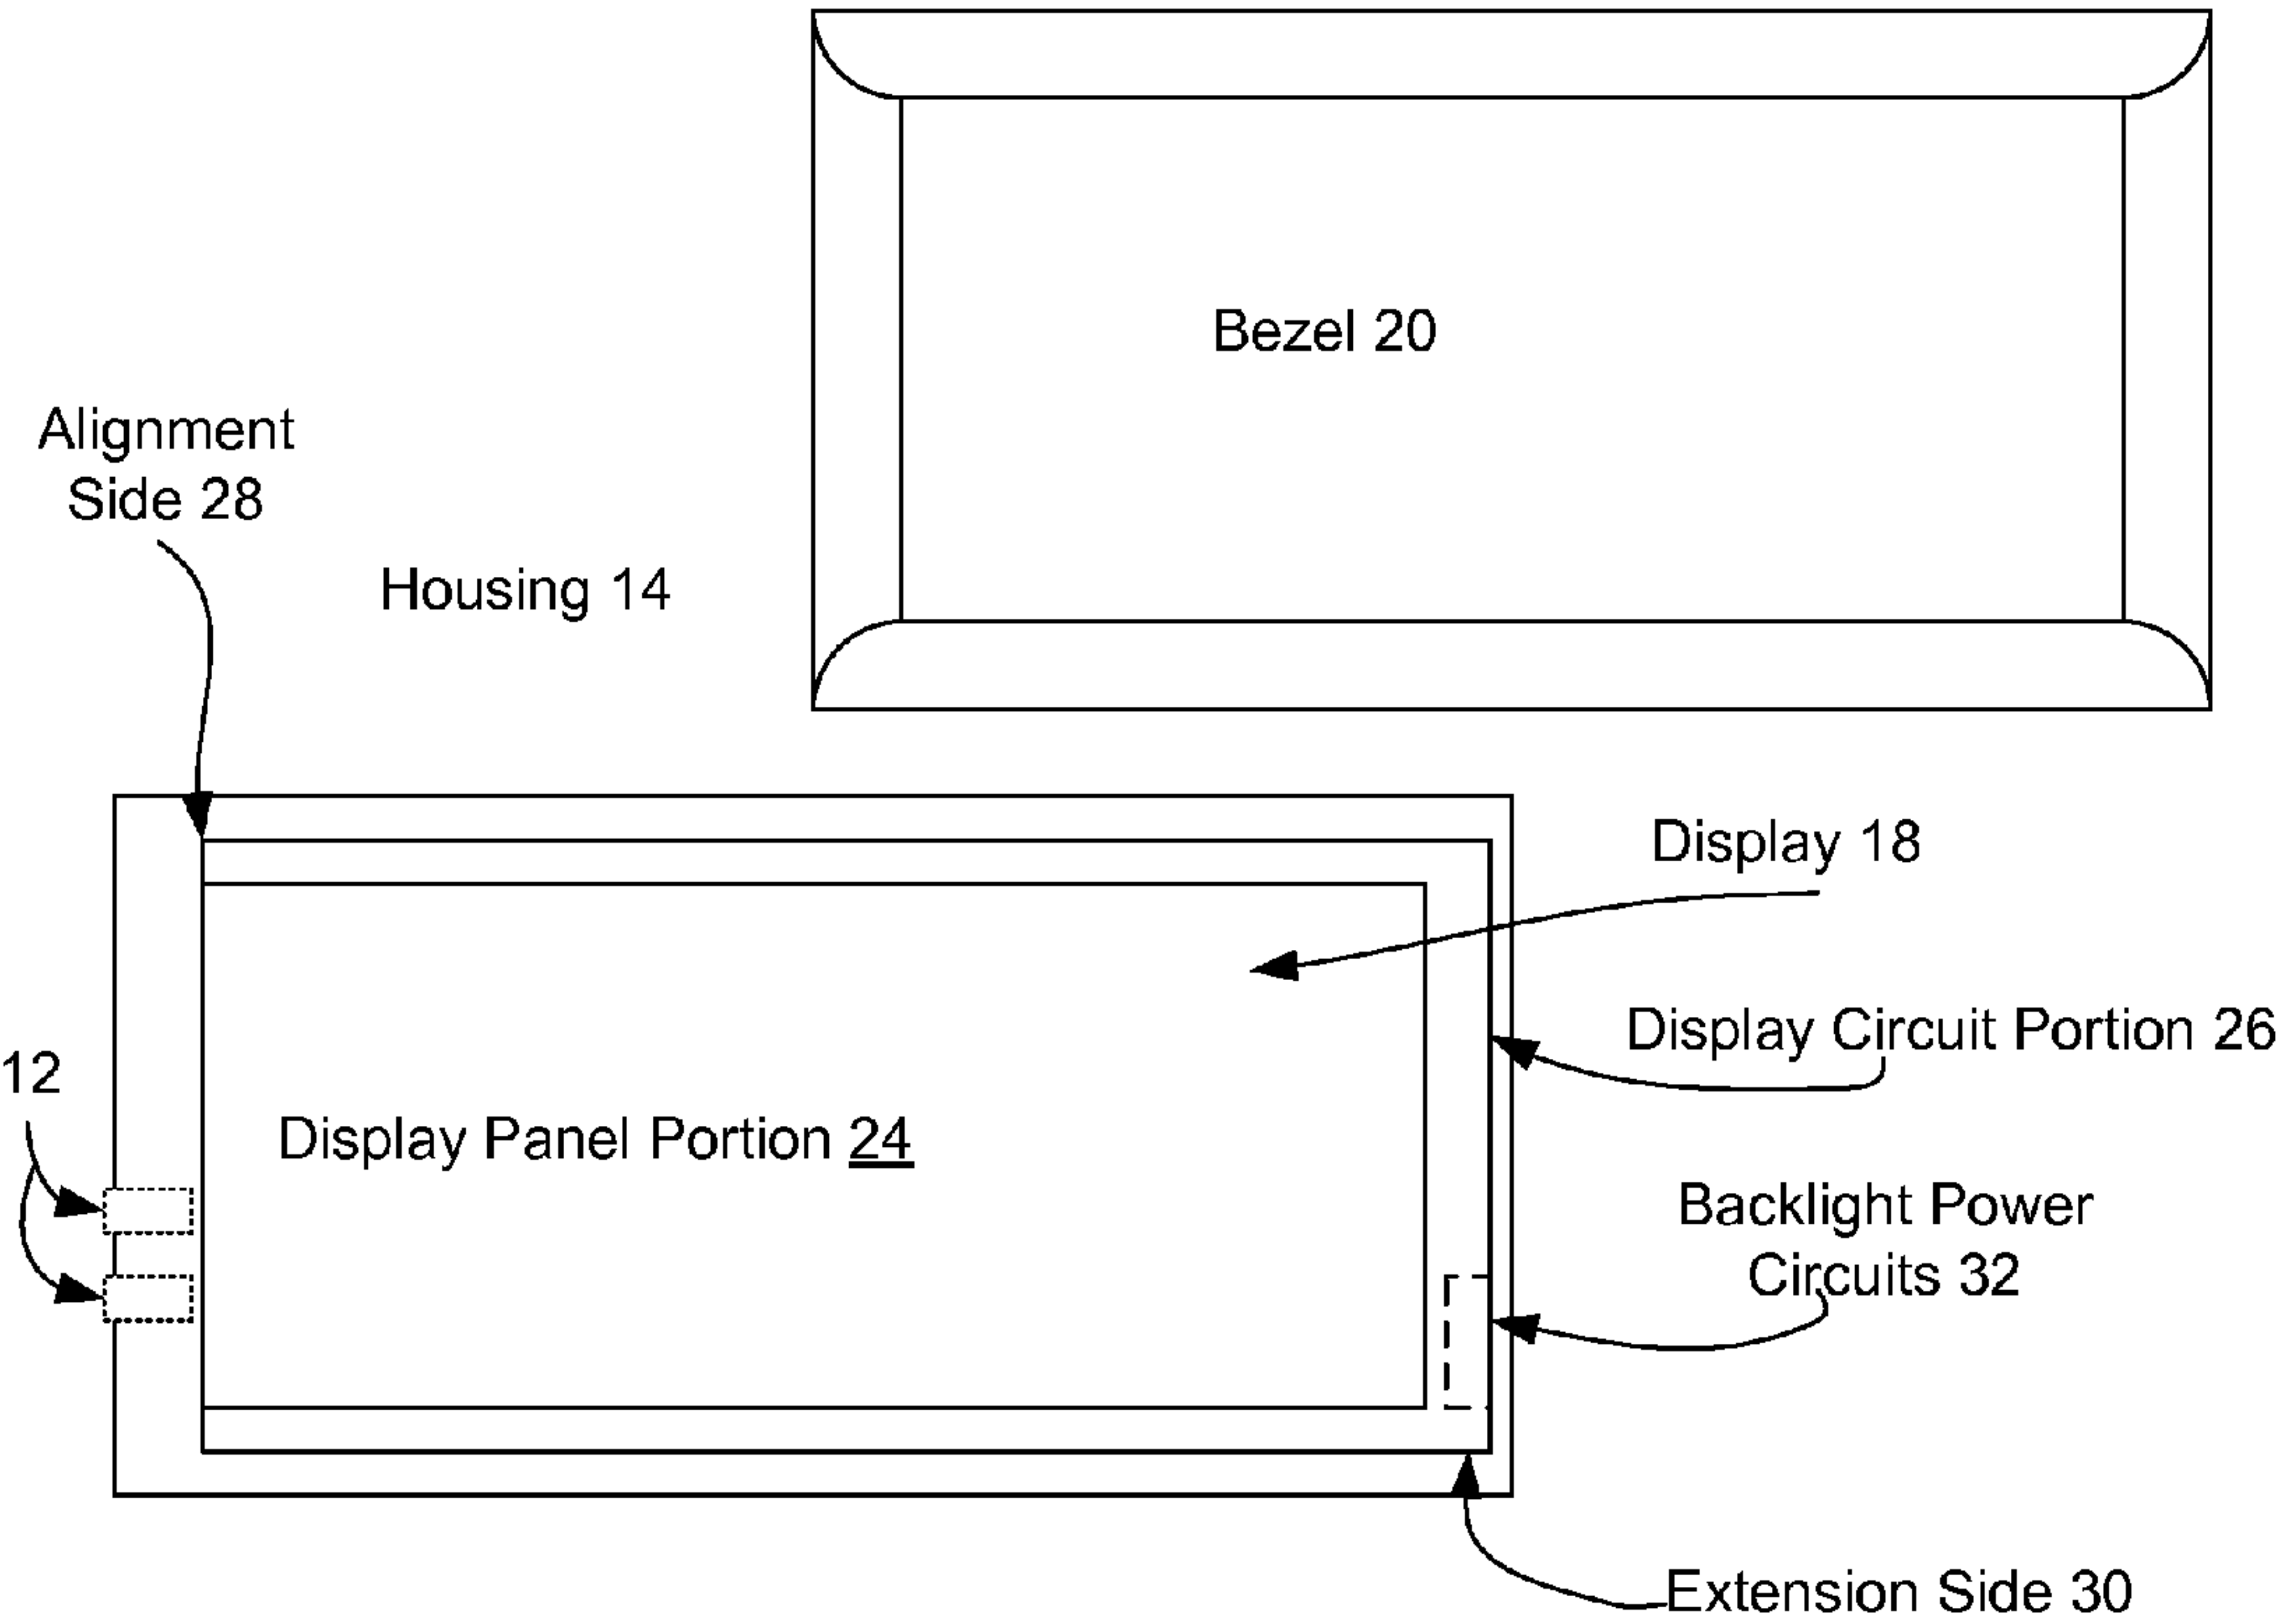 Bezel 20
Alignment
Side 28
Housing 14
Display 18
Display Circuit Portion 26
12
Display Panel Portion 24
Backlight Power
Circuits 32
Extension Side 30